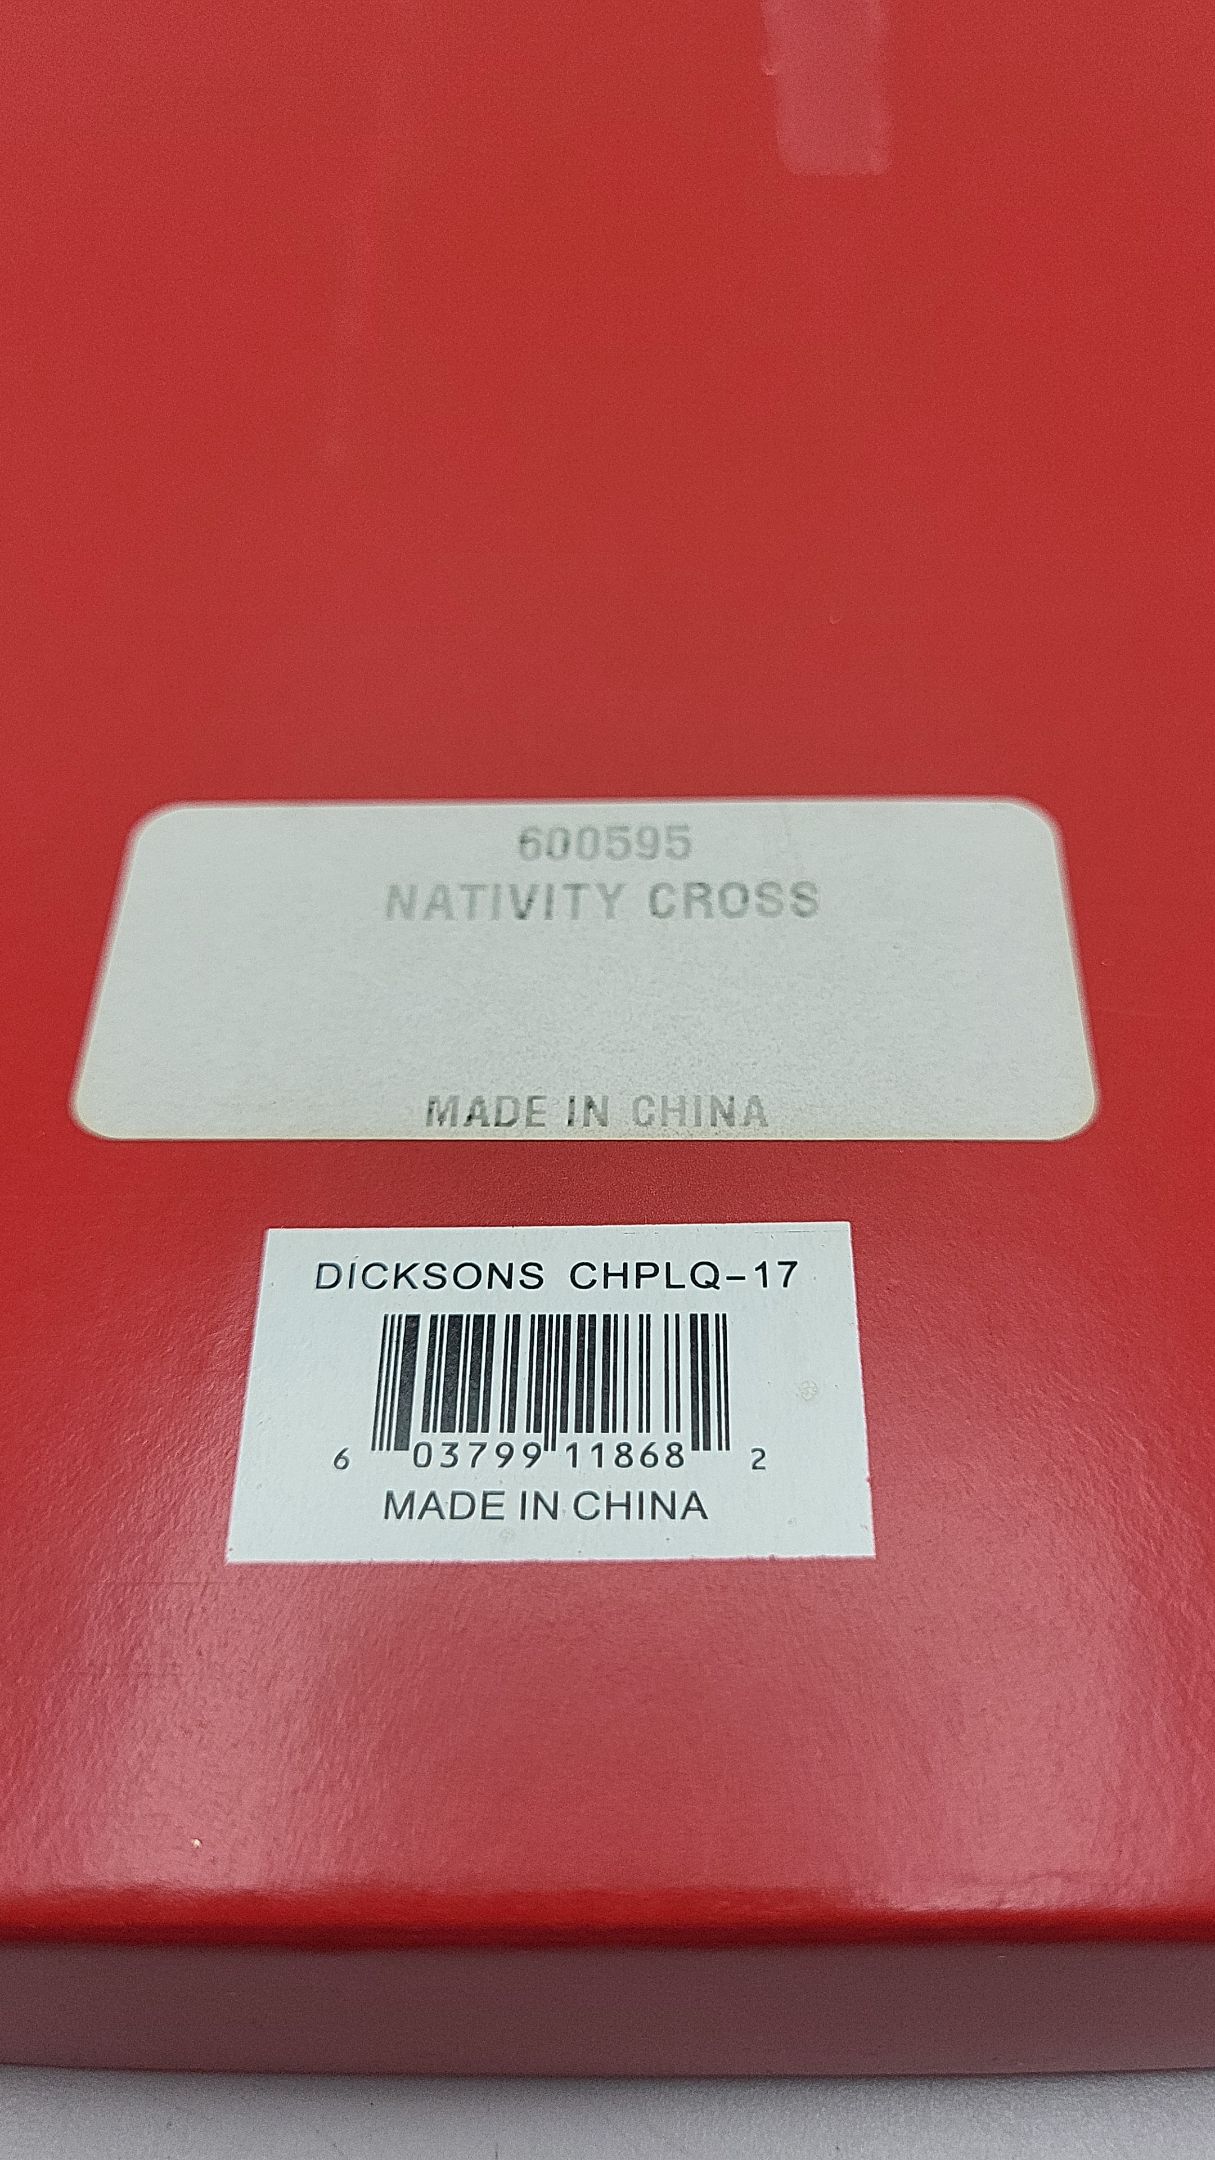 600595
NATIVITY CROSS
MADE IN CHINA
DICKSONS CHPLQ-17
6 03799 11868 2
MADE IN CHINA